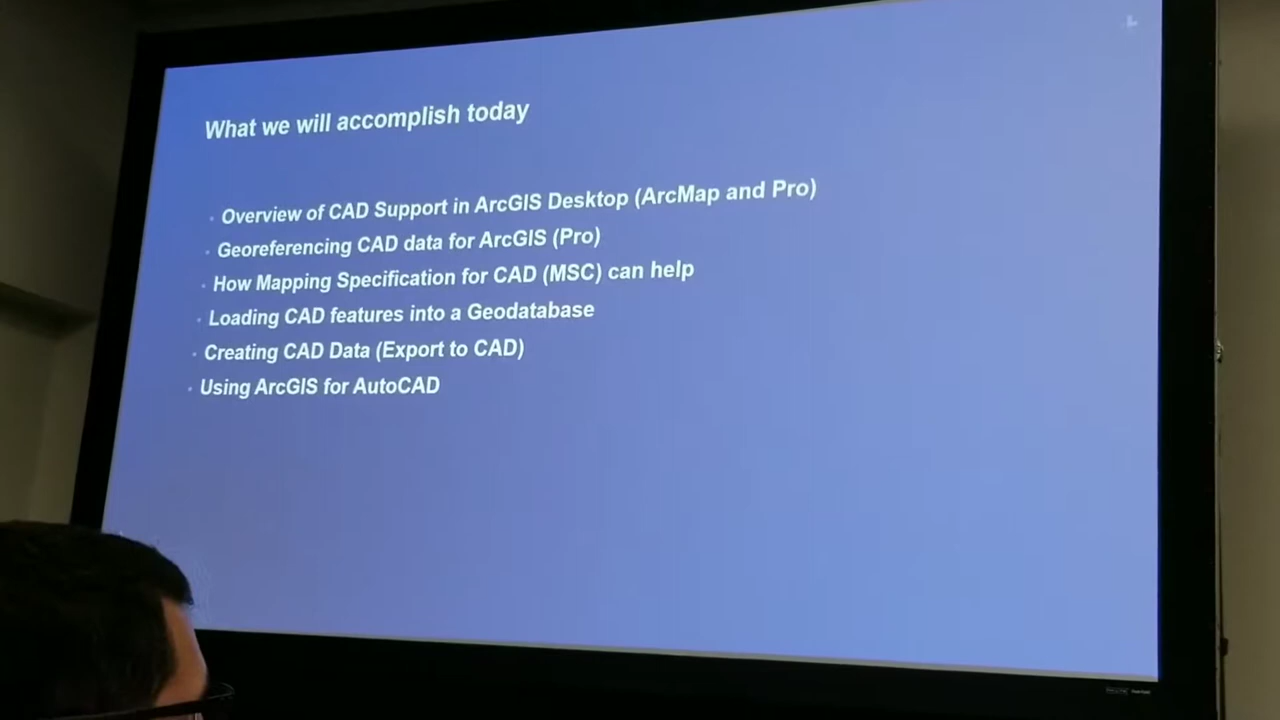 What we will accomplish today
Overview of CAD Support in ArcGIS Desktop (ArcMap and Pro)
Georeferencing CAD data for ArcGIS (Pro)
How Mapping Specification for CAD (MSC) can help
Loading CAD features into a Geodatabase
Creating CAD Data (Export to CAD)
Using ArcGIS for AutoCAD